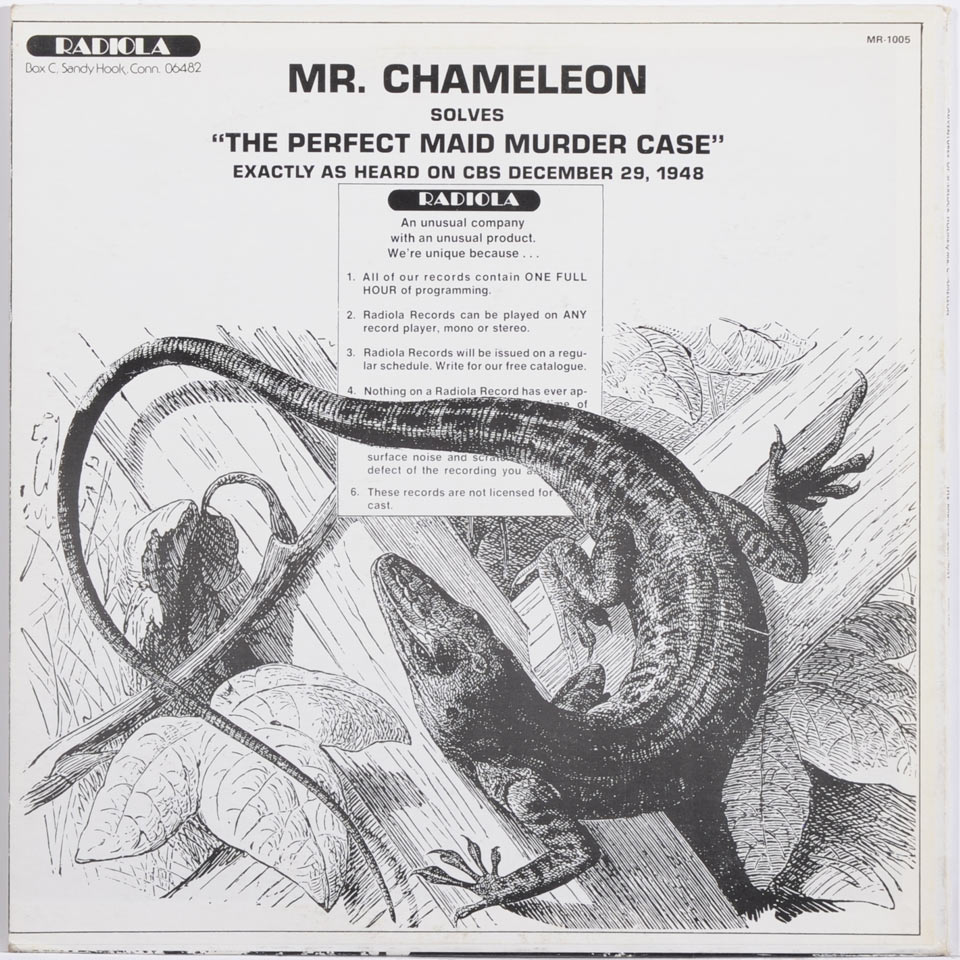 RADIOLA
Box C, Sandy Hook, Conn. 06482
MR-1005
MR. CHAMELEON
SOLVES
“THE PERFECT MAID MURDER CASE”
EXACTLY AS HEARD ON CBS DECEMBER 29, 1948
RADIOLA
An unusual company
with an unusual product.
We're unique because . . .
1. All of our records contain ONE FULL
HOUR of programming.
2. Radiola Records can be played on ANY
record player, mono or stereo.
3. Radiola Records will be issued on a regu-
lar schedule. Write for our free catalogue.
4. Nothing on a Radiola Record has ever ap-
of
surface noise and
defect of the recording you
6. These records are not licensed for
cast.